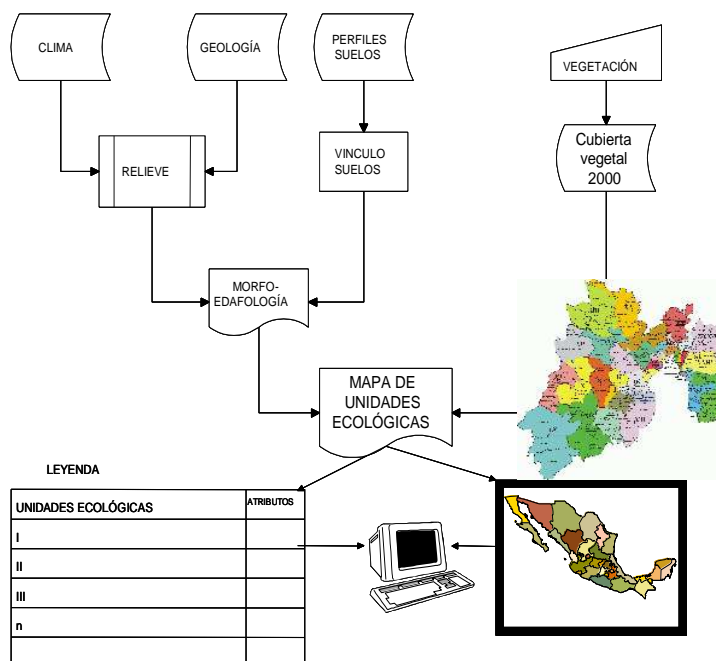 CLIMA
GEOLOGÍA
PERFILES
SUELOS
VEGETACIÓN
RELIEVE
VINCULO
SUELOS
Cubierta
vegetal
2000
MORFO-
EDAFOLOGÍA
MAPA DE
UNIDADES
ECOLÓGICAS
LEYENDA
UNIDADES ECOLÓGICAS
ATRIBUTOS
I
II
III
n